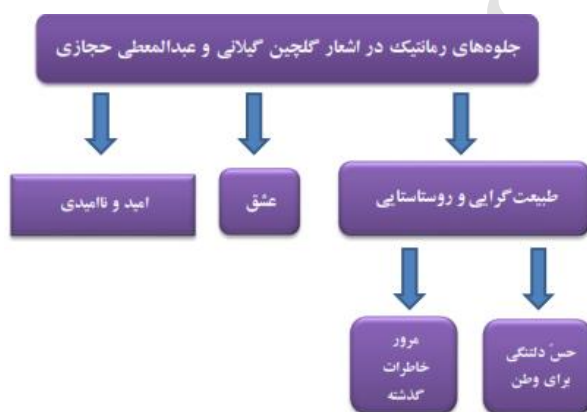 جلوه‌های رمانتیک در اشعار گلچین گیلانی و عبدالمعطی حجازی
طبیعت‌گرایی و روستاستایی
عشق
امید و ناامیدی
حسّ دلتنگی
برای وطن
مرور
خاطرات
گذشته